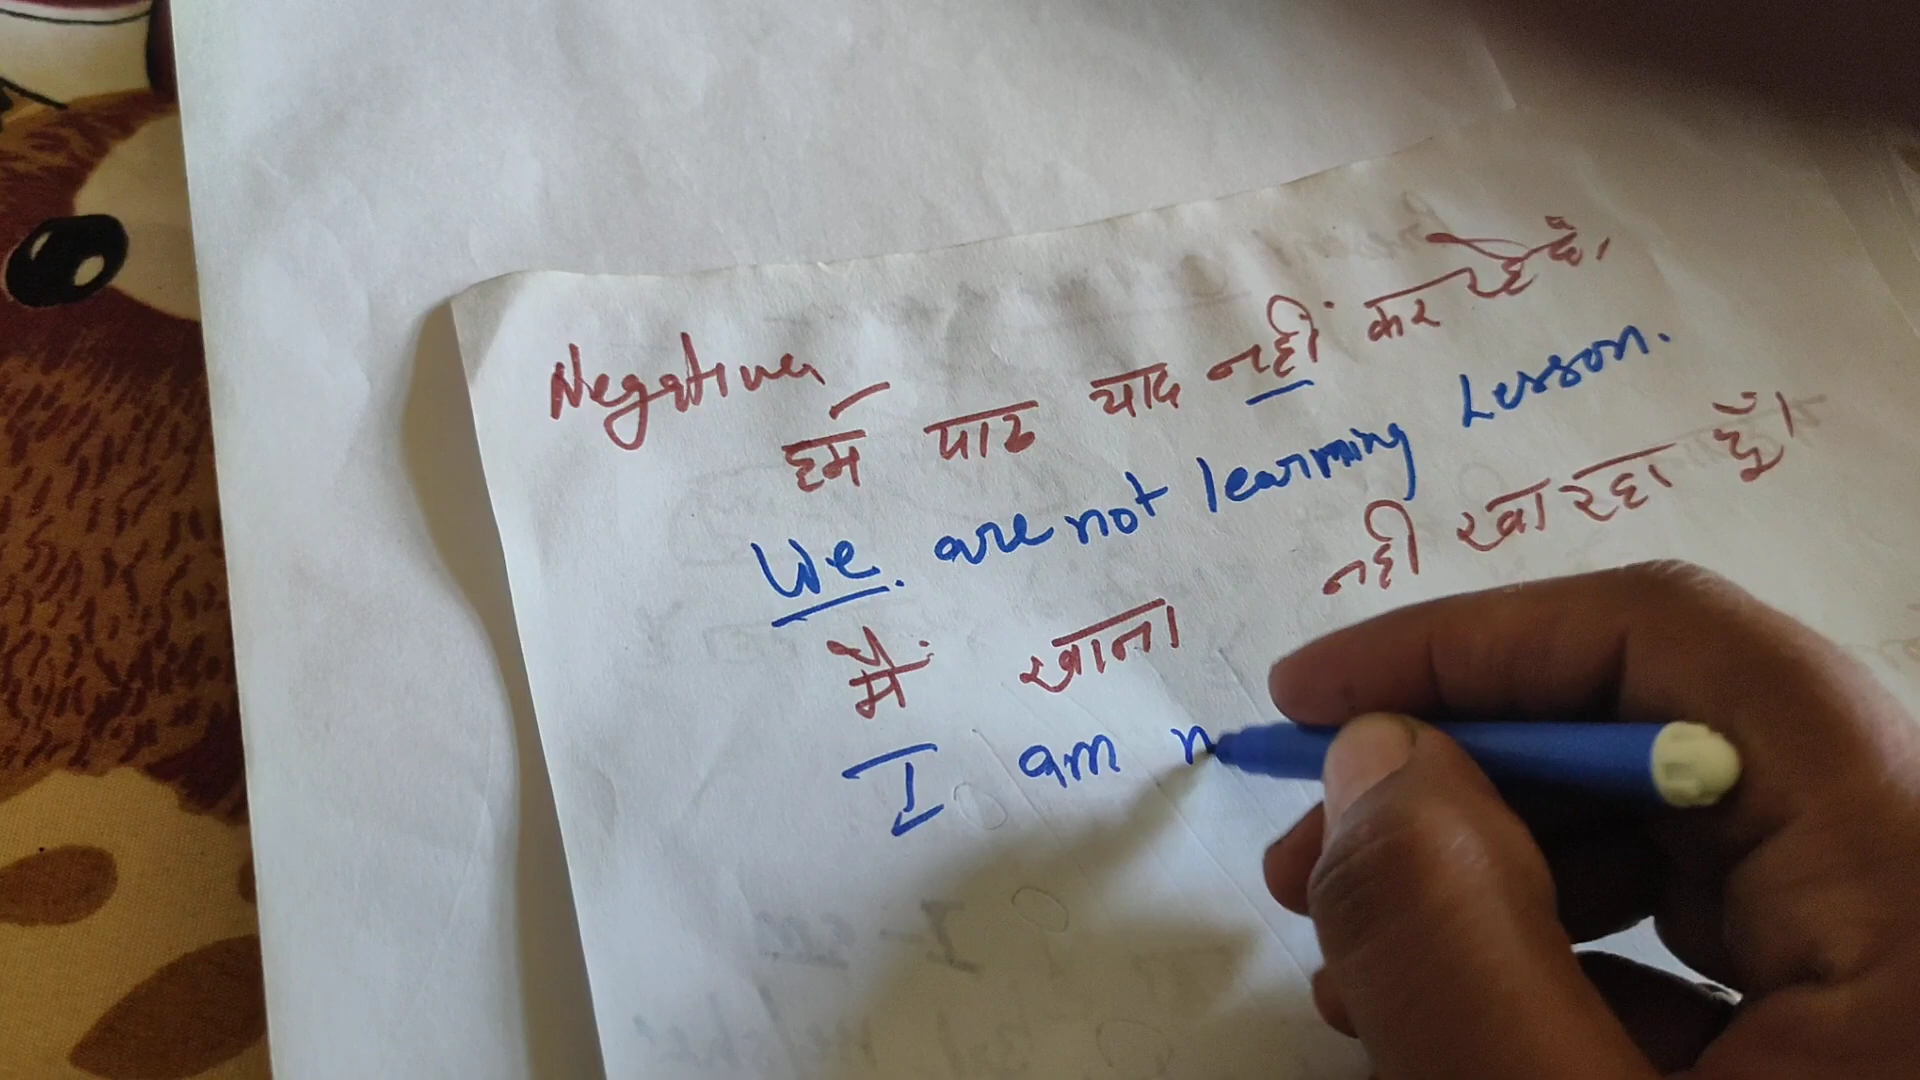 Negative
हम पाठ याद नहीं कर रहे हैं।
We are not learning Lesson.
मैं खाना नहीं खा रहा हूँ।
I am n